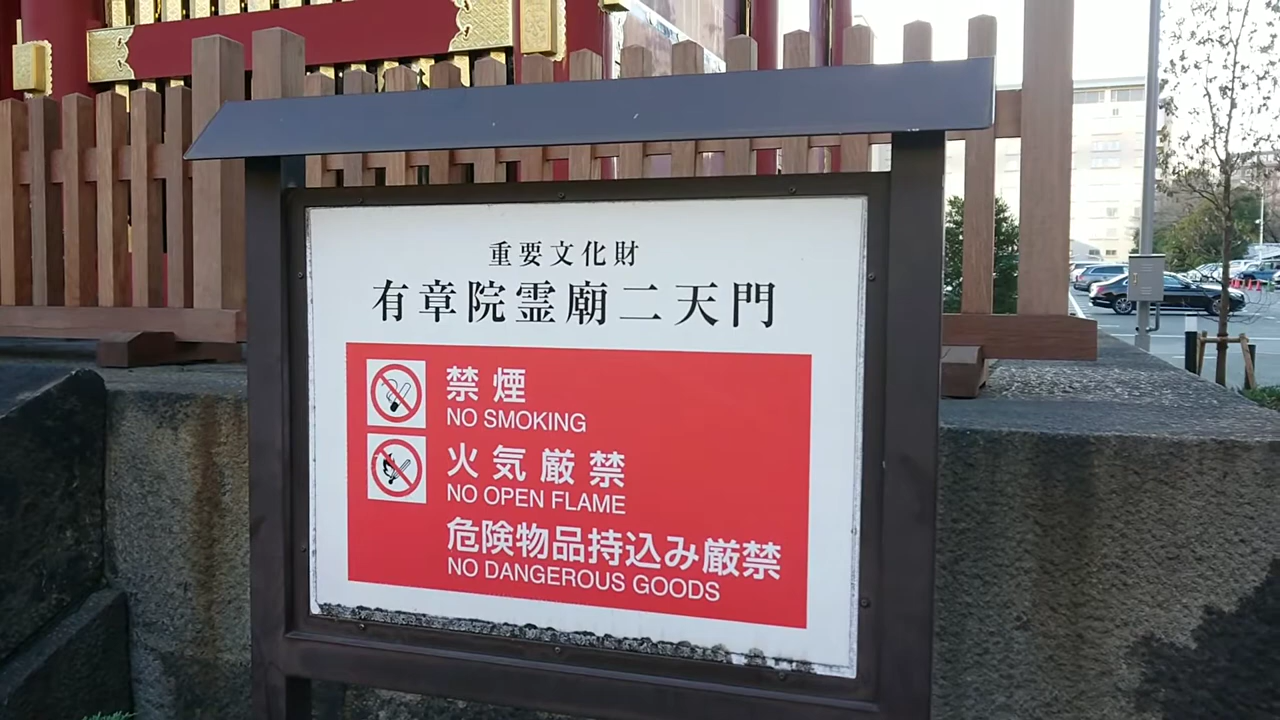 重要文化財
有章院霊廟二天門
禁煙
NO SMOKING
火気厳禁
NO OPEN FLAME
危険物品持込み厳禁
NO DANGEROUS GOODS